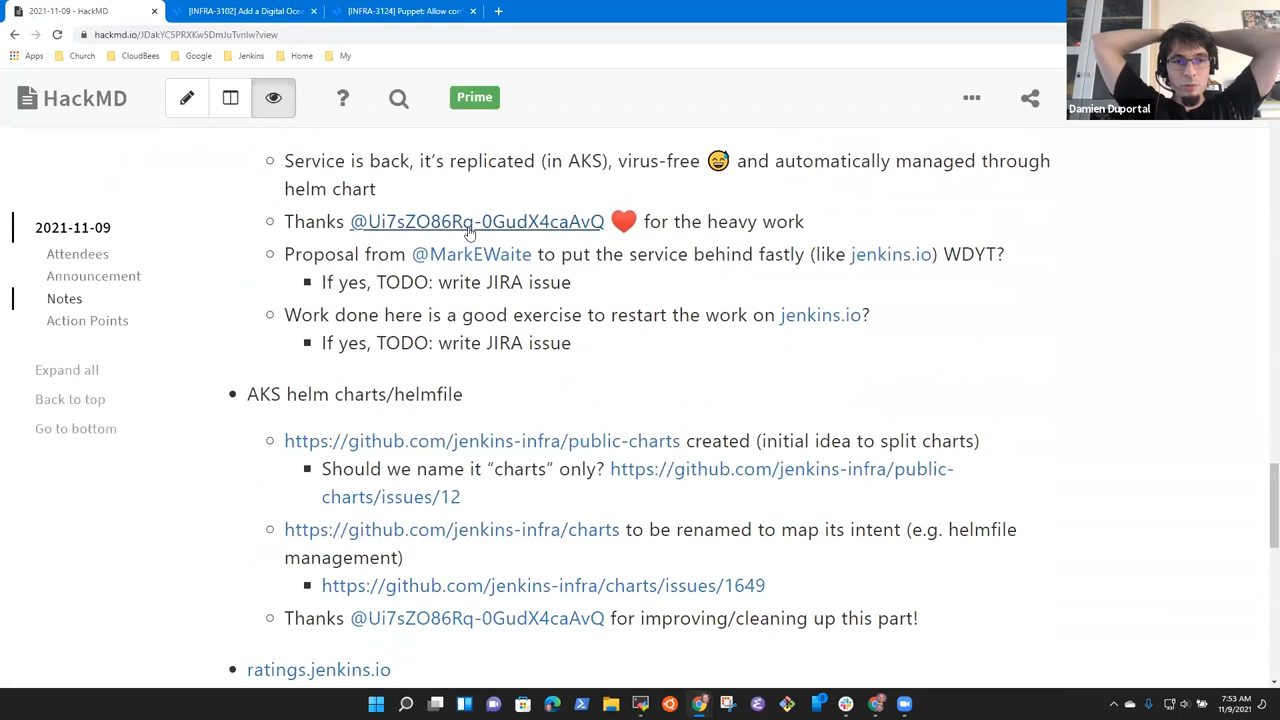 2021-11-09 - HackMD
[INFRA-3102] Add a Digital Ocea
[INFRA-3124] Puppet: Allow con
hackmd.io/JDakYC5PRXKw5DmJuTvnIw?view
Apps
Church
CloudBees
Google
Jenkins
Home
My
HackMD
Prime
Damien Duportal
2021-11-09
Attendees
Announcement
Notes
Action Points
Expand all
Back to top
Go to bottom
Service is back, it's replicated (in AKS), virus-free 😅 and automatically managed through
helm chart
Thanks @Ui7sZO86Rq-0GudX4caAvQ ❤️ for the heavy work
Proposal from @MarkEWaite to put the service behind fastly (like jenkins.io) WDYT?
If yes, TODO: write JIRA issue
Work done here is a good exercise to restart the work on jenkins.io?
If yes, TODO: write JIRA issue
AKS helm charts/helmfile
https://github.com/jenkins-infra/public-charts created (initial idea to split charts)
Should we name it “charts” only? https://github.com/jenkins-infra/public-
charts/issues/12
https://github.com/jenkins-infra/charts to be renamed to map its intent (e.g. helmfile
management)
https://github.com/jenkins-infra/charts/issues/1649
Thanks @Ui7sZO86Rq-0GudX4caAvQ for improving/cleaning up this part!
ratings.jenkins.io
7:53 AM
11/9/2021